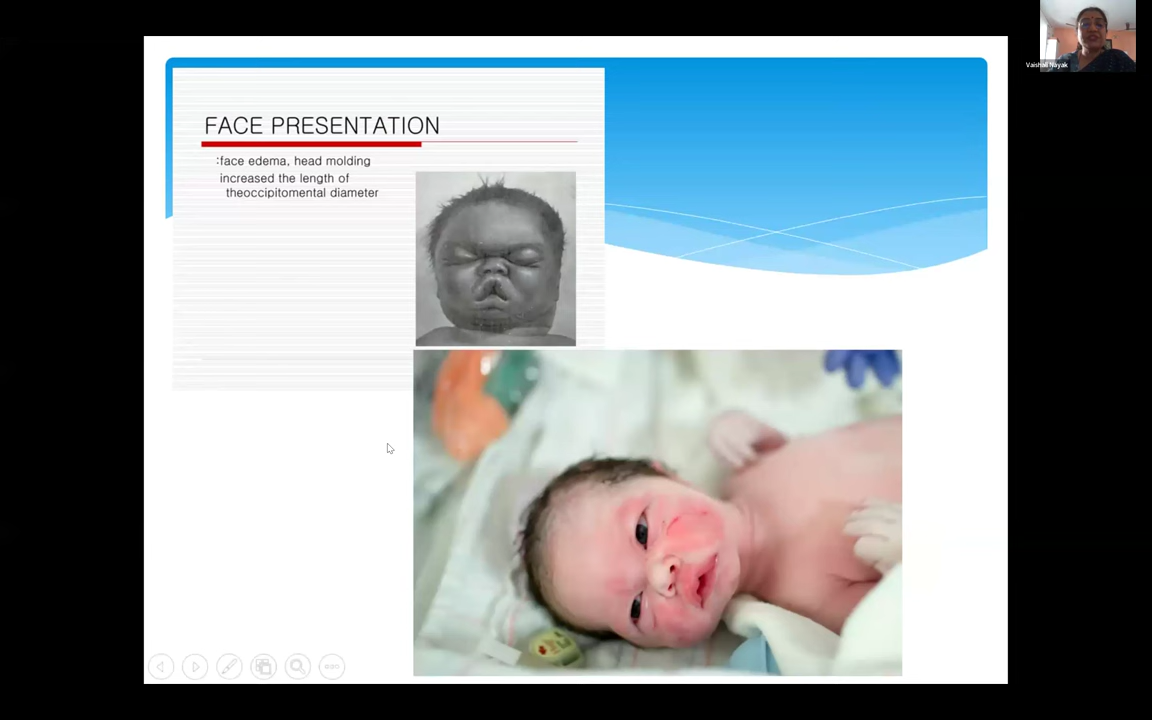 Vaishali Nayak
FACE PRESENTATION
:face edema, head molding
increased the length of
theoccipitomental diameter